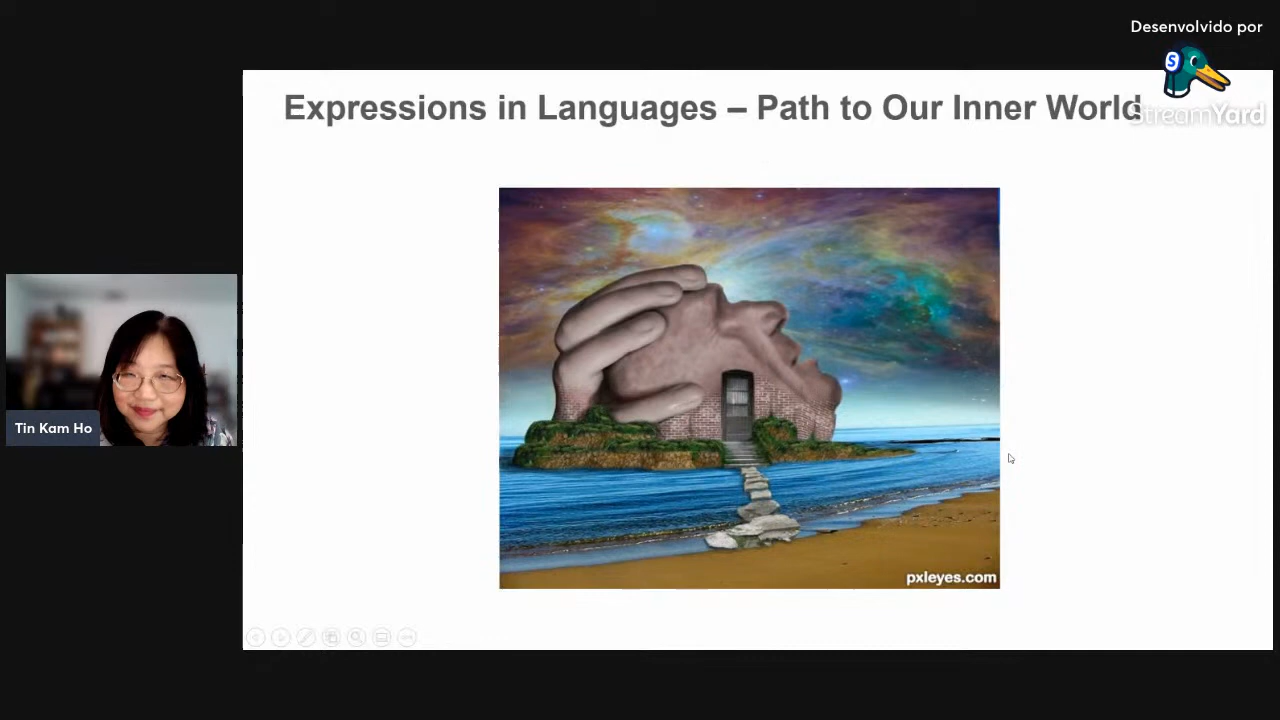 Desenvolvido por
S
StreamYard
Expressions in Languages – Path to Our Inner World
Tin Kam Ho
pxleyes.com